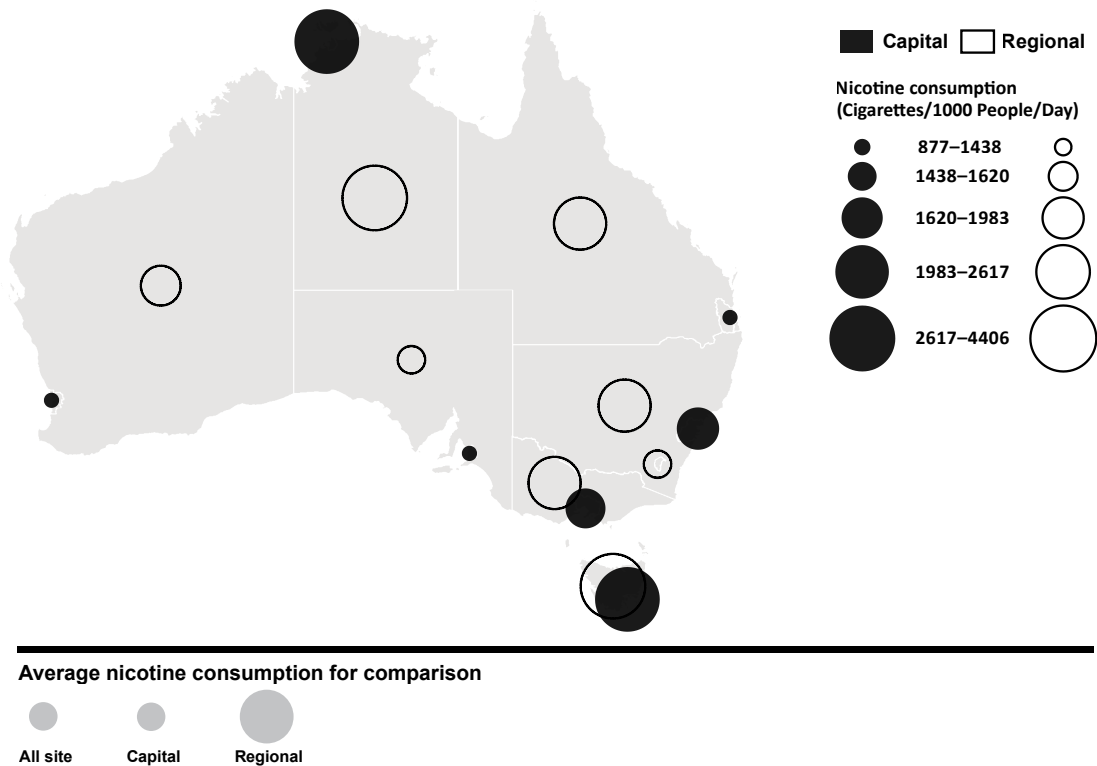 Capital Regional
Nicotine consumption
(Cigarettes/1000 People/Day)
877–1438
1438–1620
1620–1983
1983–2617
2617–4406
Average nicotine consumption for comparison
All site Capital Regional